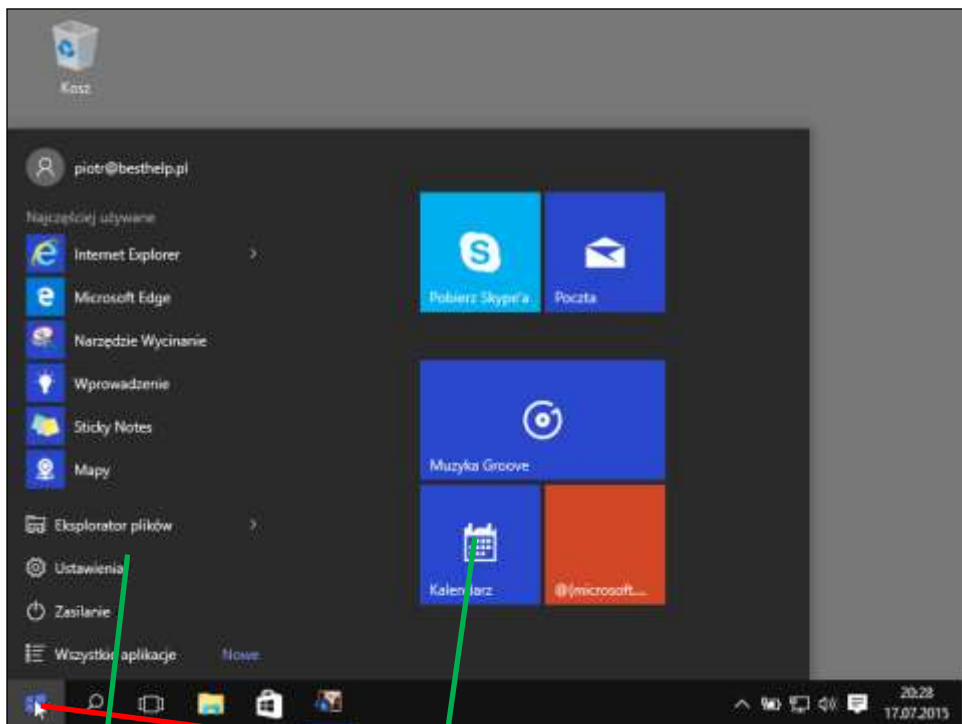 Kosz
piotr@besthelp.pl
Najczęściej używane
Internet Explorer
Microsoft Edge
Narzędzie Wycinanie
Wprowadzenie
Sticky Notes
Mapy
Eksplorator plików
Ustawienia
Zasilanie
Wszystkie aplikacje Nowe
Pobierz Skype'a
Poczta
Muzyka Groove
Kalendarz
@{microsoft....
20:28
17.07.2015